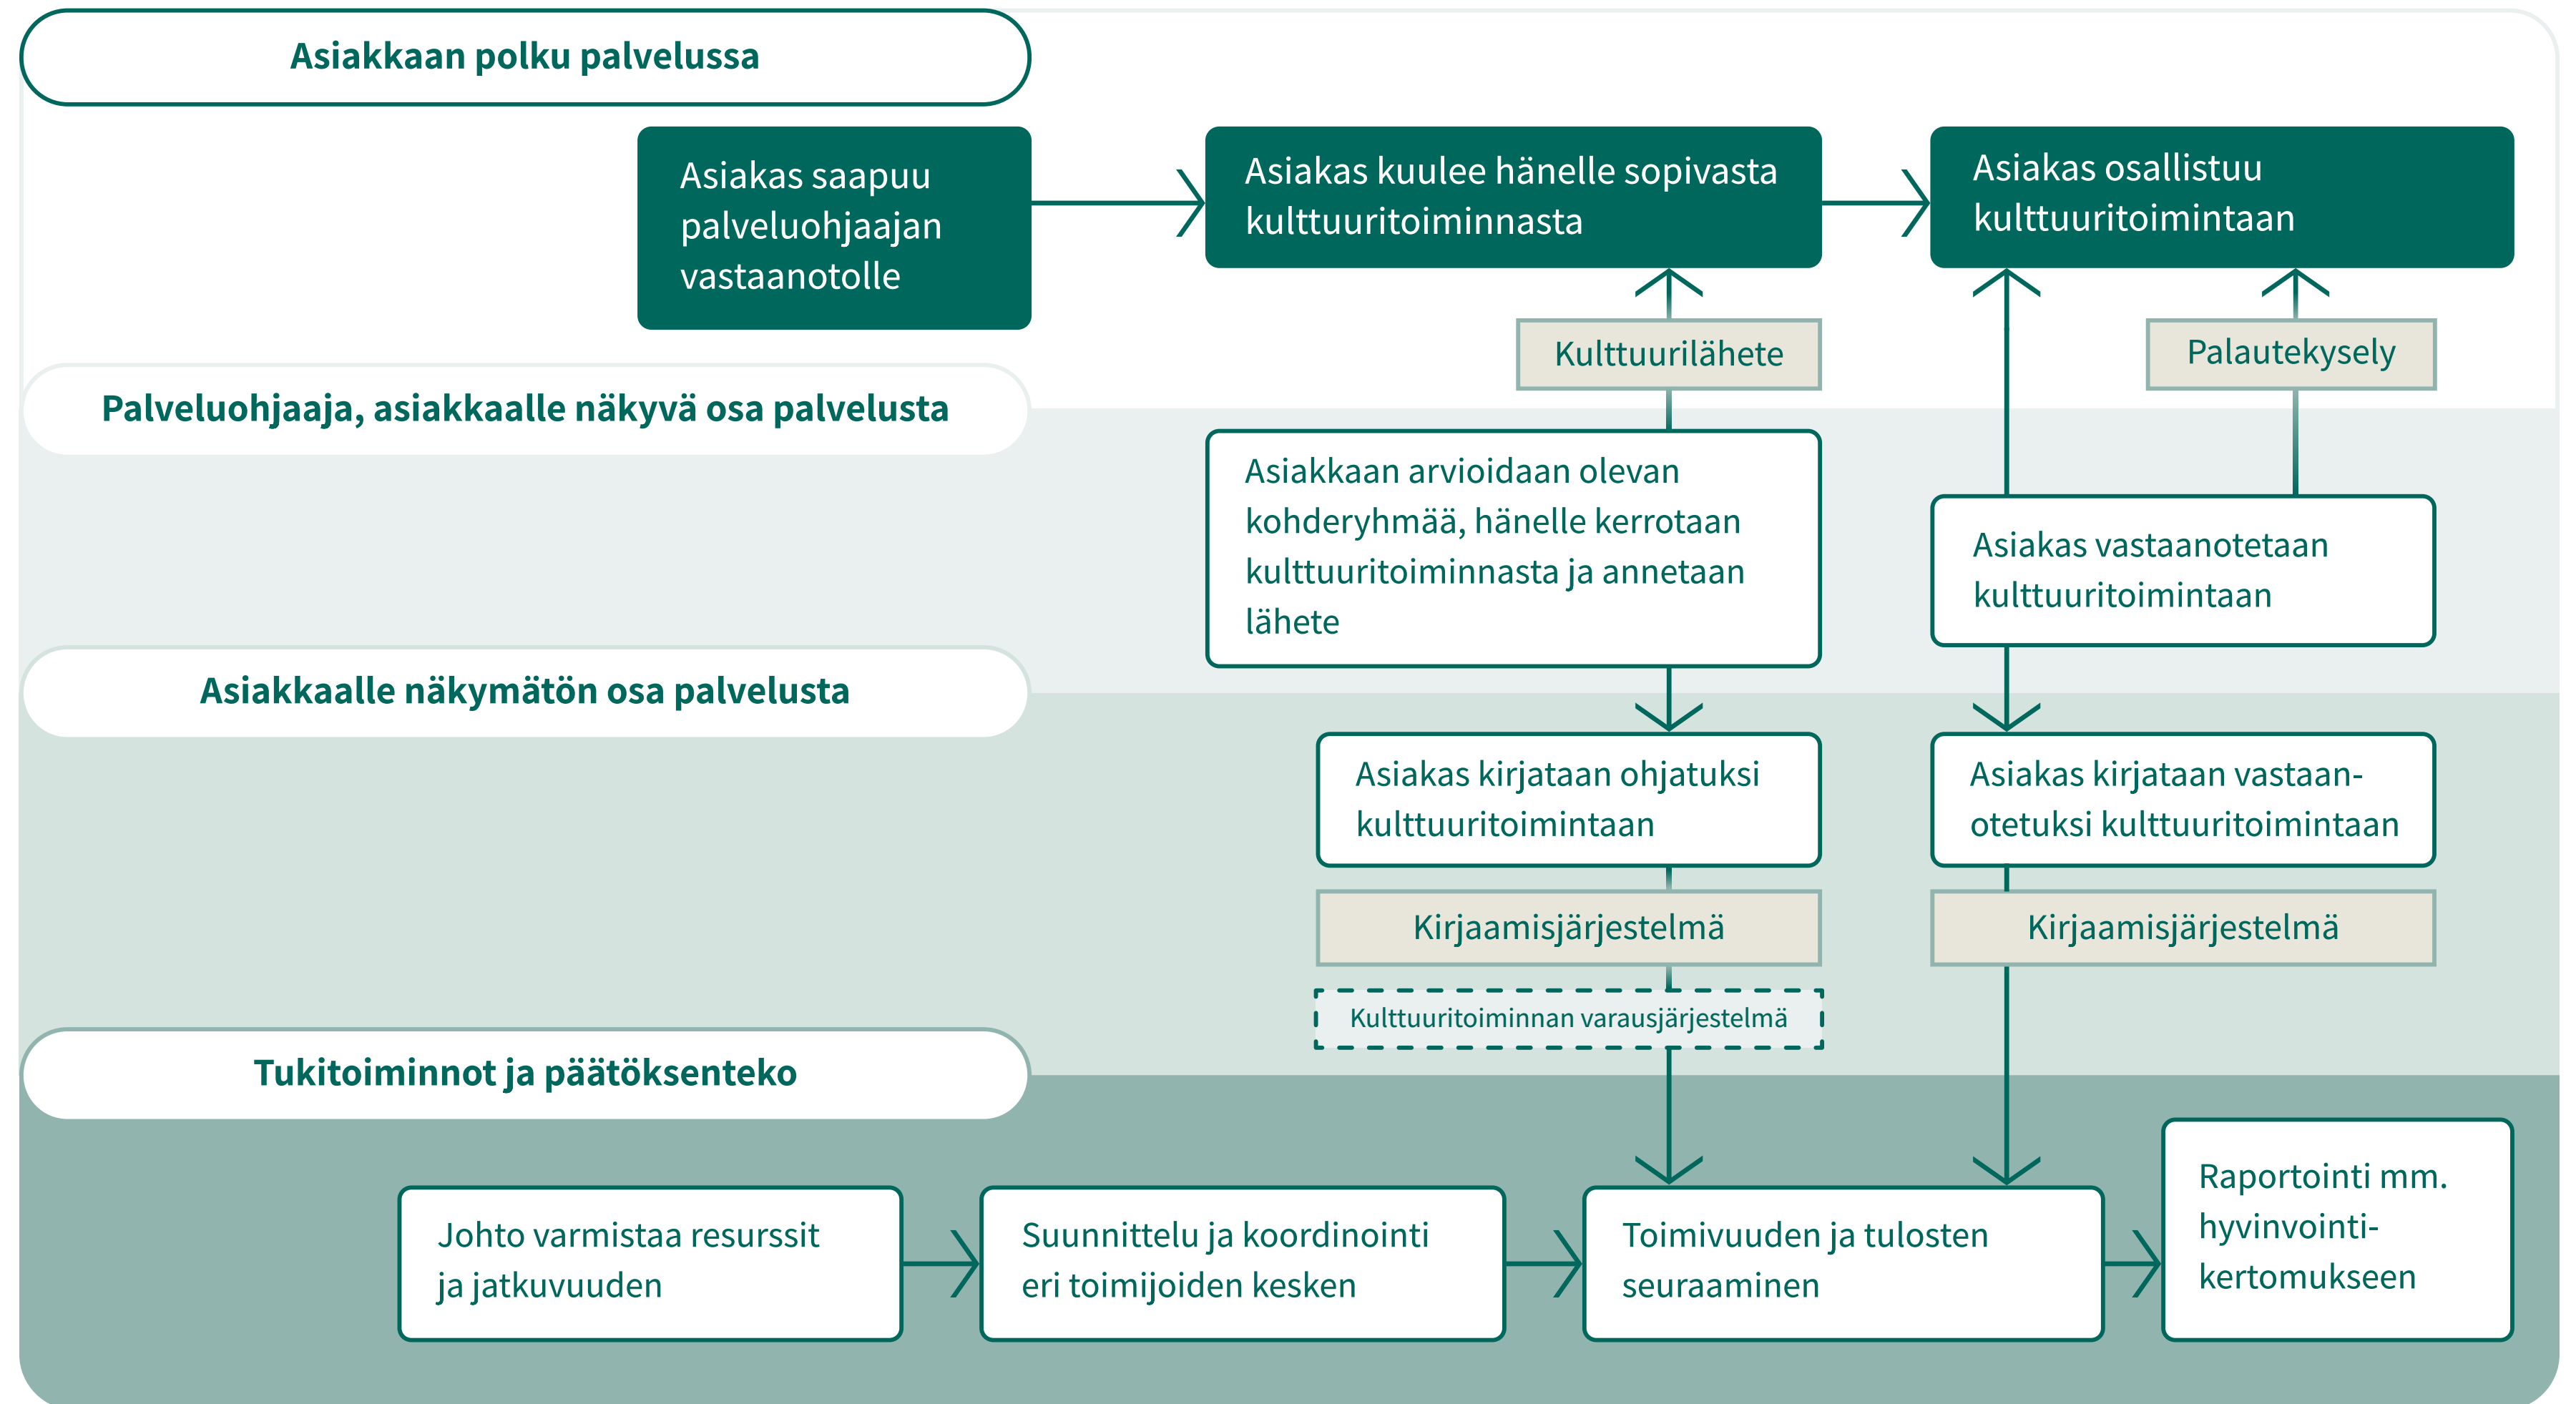 Asiakkaan polku palvelussa
Asiakas saapuu
palveluohjaajan
vastaanotolle
Asiakas kuulee hänelle sopivasta
kulttuuritoiminnasta
Asiakas osallistuu
kulttuuritoimintaan
Kulttuurilähete
Palautekysely
Palveluohjaaja, asiakkaalle näkyvä osa palvelusta
Asiakkaan arvioidaan olevan
kohderyhmää, hänelle kerrotaan
kulttuuritoiminnasta ja annetaan
lähete
Asiakas vastaanotetaan
kulttuuritoimintaan
Asiakkaalle näkymätön osa palvelusta
Asiakas kirjataan ohjatuksi
kulttuuritoimintaan
Asiakas kirjataan vastaan-
otetuksi kulttuuritoimintaan
Kirjaamisjärjestelmä
Kirjaamisjärjestelmä
Kulttuuritoiminnan varausjärjestelmä
Tukitoiminnot ja päätöksenteko
Johto varmistaa resurssit
ja jatkuvuuden
Suunnittelu ja koordinointi
eri toimijoiden kesken
Toimivuuden ja tulosten
seuraaminen
Raportointi mm.
hyvinvointi-
kertomukseen